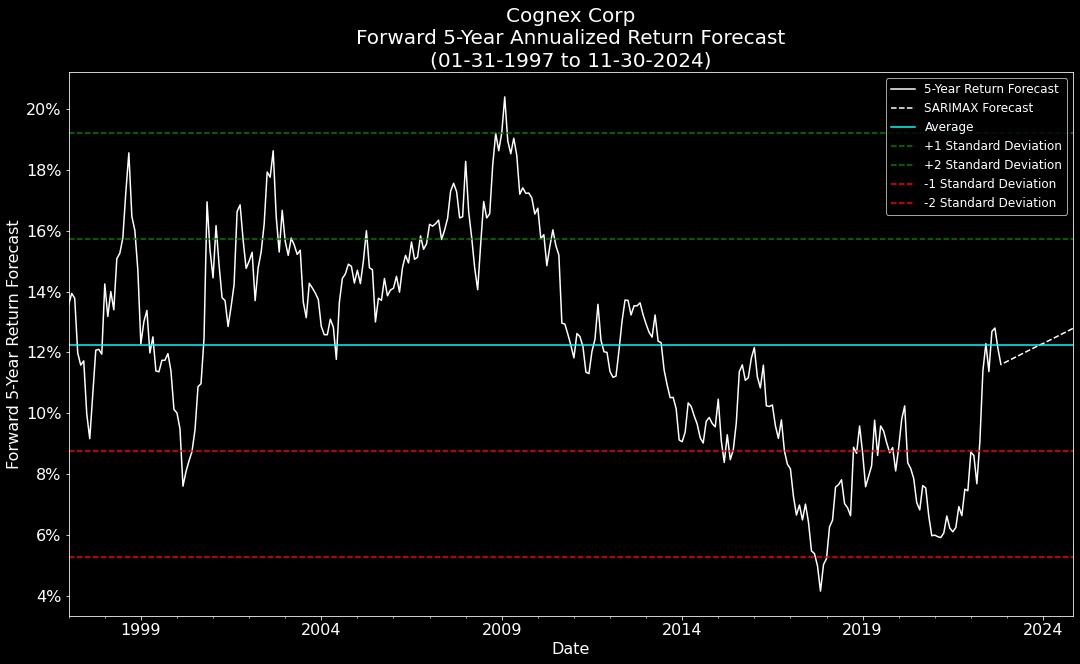 Cognex Corp
Forward 5-Year Annualized Return Forecast
(01-31-1997 to 11-30-2024)
5-Year Return Forecast
SARIMAX Forecast
Average
+1 Standard Deviation
+2 Standard Deviation
-1 Standard Deviation
-2 Standard Deviation
Forward 5-Year Return Forecast
20%
18%
16%
14%
12%
10%
8%
6%
4%
1999 2004 2009 2014 2019 2024
Date